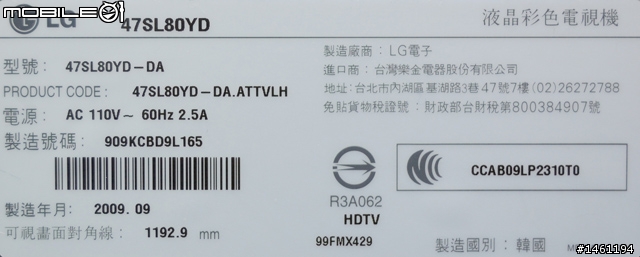 MOBILE01
LG 47SL80YD
液晶彩色電視機
型號: 47SL80YD-DA
PRODUCT CODE: 47SL80YD-DA.ATTVLH
電源: AC 110V~ 60Hz 2.5A
製造號碼: 909KCBD9L165
製造年月: 2009.09
可視畫面對角線: 1192.9 mm
製造廠商: LG電子
進口商: 台灣樂金電器股份有限公司
地址: 台北市內湖區基湖路3巷47號7樓 (02)26272788
免貼貨物稅證號: 財政部台財稅第800384907號
R3A062
HDTV
99FMX429
CCAB09LP2310T0
製造國別: 韓國
#1461194